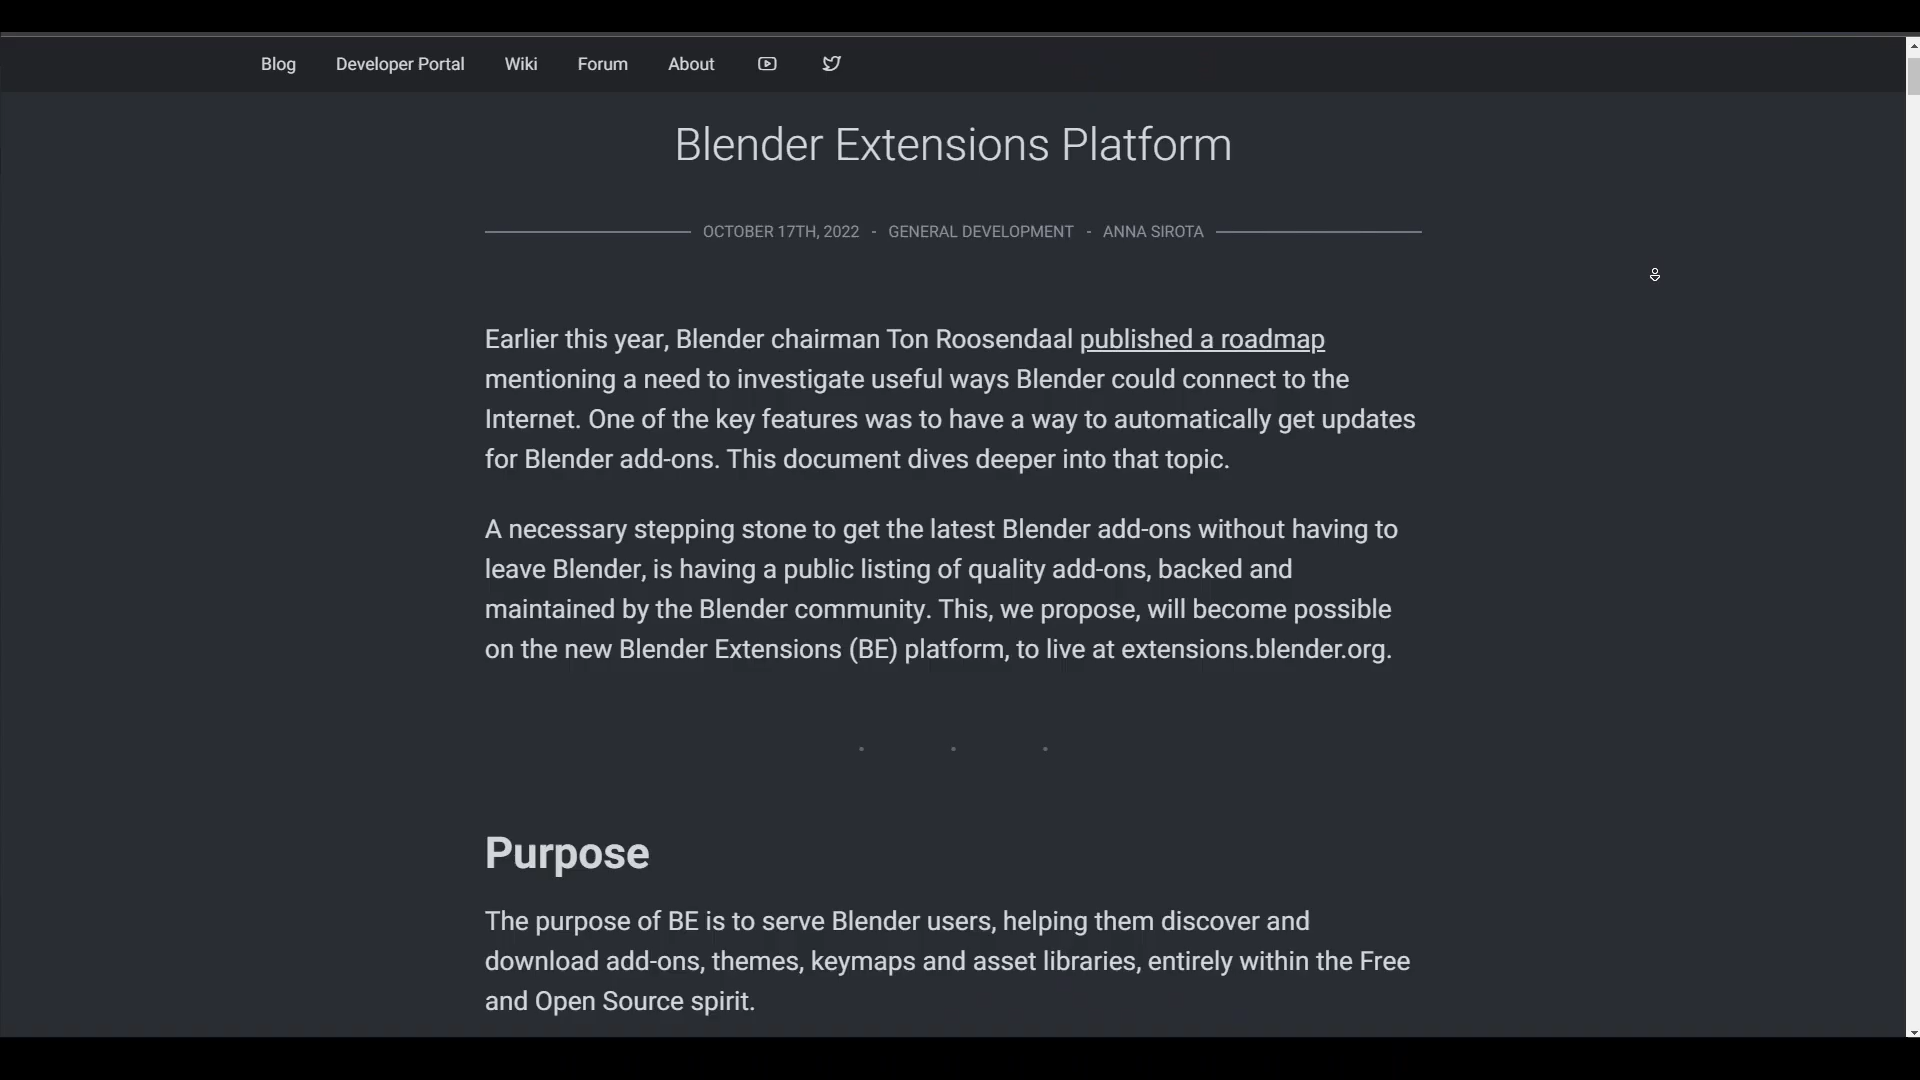 Blog Developer Portal Wiki Forum About
Blender Extensions Platform
OCTOBER 17TH, 2022 - GENERAL DEVELOPMENT - ANNA SIROTA
Earlier this year, Blender chairman Ton Roosendaal published a roadmap
mentioning a need to investigate useful ways Blender could connect to the
Internet. One of the key features was to have a way to automatically get updates
for Blender add-ons. This document dives deeper into that topic.
A necessary stepping stone to get the latest Blender add-ons without having to
leave Blender, is having a public listing of quality add-ons, backed and
maintained by the Blender community. This, we propose, will become possible
on the new Blender Extensions (BE) platform, to live at extensions.blender.org.
Purpose
The purpose of BE is to serve Blender users, helping them discover and
download add-ons, themes, keymaps and asset libraries, entirely within the Free
and Open Source spirit.